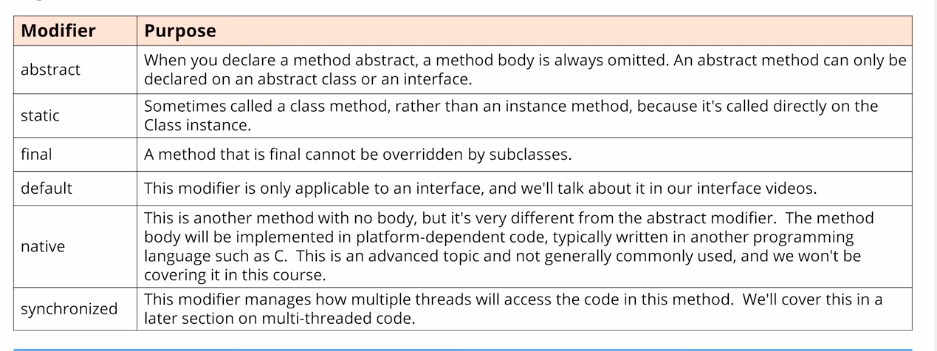 Modifier Purpose
abstract
When you declare a method abstract, a method body is always omitted. An abstract method can only be
declared on an abstract class or an interface.
static
Sometimes called a class method, rather than an instance method, because it's called directly on the
Class instance.
final
A method that is final cannot be overridden by subclasses.
default
This modifier is only applicable to an interface, and we'll talk about it in our interface videos.
native
This is another method with no body, but it's very different from the abstract modifier. The method
body will be implemented in platform-dependent code, typically written in another programming
language such as C. This is an advanced topic and not generally commonly used, and we won't be
covering it in this course.
synchronized
This modifier manages how multiple threads will access the code in this method. We'll cover this in a
later section on multi-threaded code.